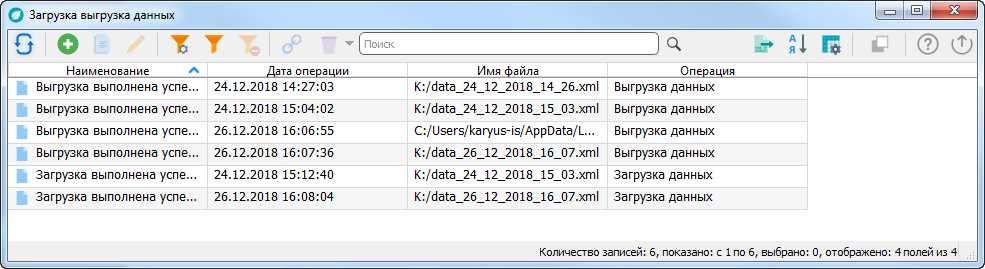 Загрузка выгрузка данных
Поиск
А Я
Наименование Дата операции Имя файла Операция
Выгрузка выполнена успе... 24.12.2018 14:27:03 K:/data_24_12_2018_14_26.xml Выгрузка данных
Выгрузка выполнена успе... 24.12.2018 15:04:02 K:/data_24_12_2018_15_03.xml Выгрузка данных
Выгрузка выполнена успе... 26.12.2018 16:06:55 C:/Users/karyus-is/AppData/L... Выгрузка данных
Выгрузка выполнена успе... 26.12.2018 16:07:36 K:/data_26_12_2018_16_07.xml Выгрузка данных
Загрузка выполнена успе... 24.12.2018 15:12:40 K:/data_24_12_2018_15_03.xml Загрузка данных
Загрузка выполнена успе... 26.12.2018 16:08:04 K:/data_26_12_2018_16_07.xml Загрузка данных
Количество записей: 6, показано: с 1 по 6, выбрано: 0, отображено: 4 полей из 4